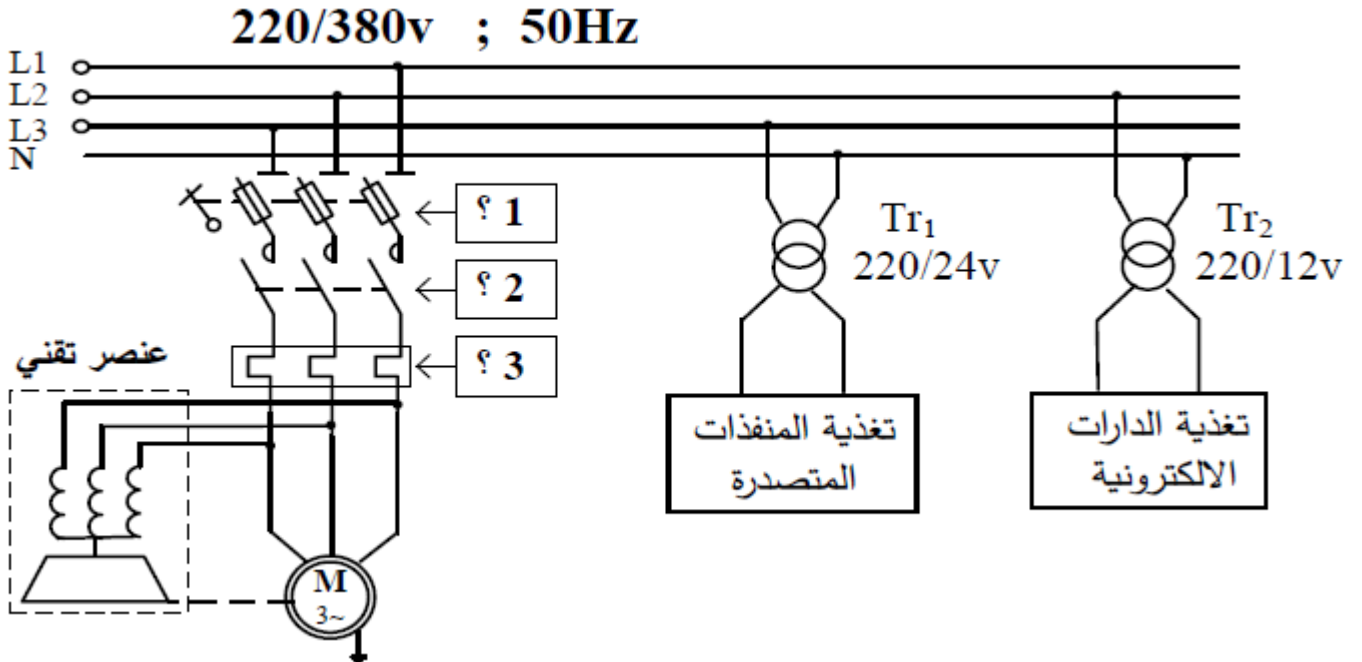 220/380v ; 50Hz
L1
L2
L3
N
؟ 1
؟ 2
؟ 3
Tr₁
220/24v
Tr₂
220/12v
عنصر تقني
تغذية المنفذات
المتصدرة
تغذية الدارات
الالكترونية
M
3~